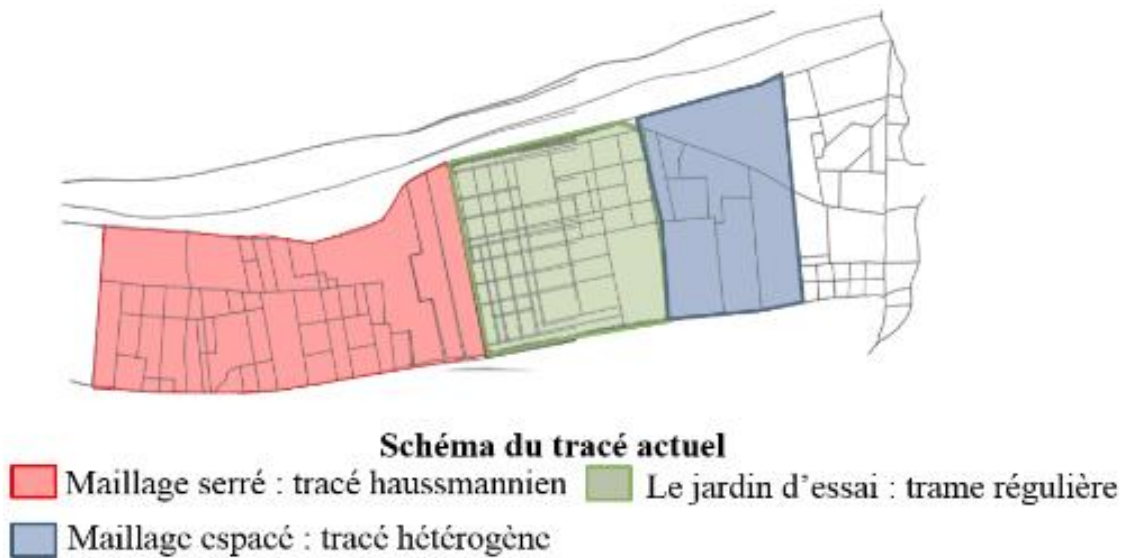 Schéma du tracé actuel
Maillage serré : tracé haussmannien
Le jardin d'essai : trame régulière
Maillage espacé : tracé hétérogène